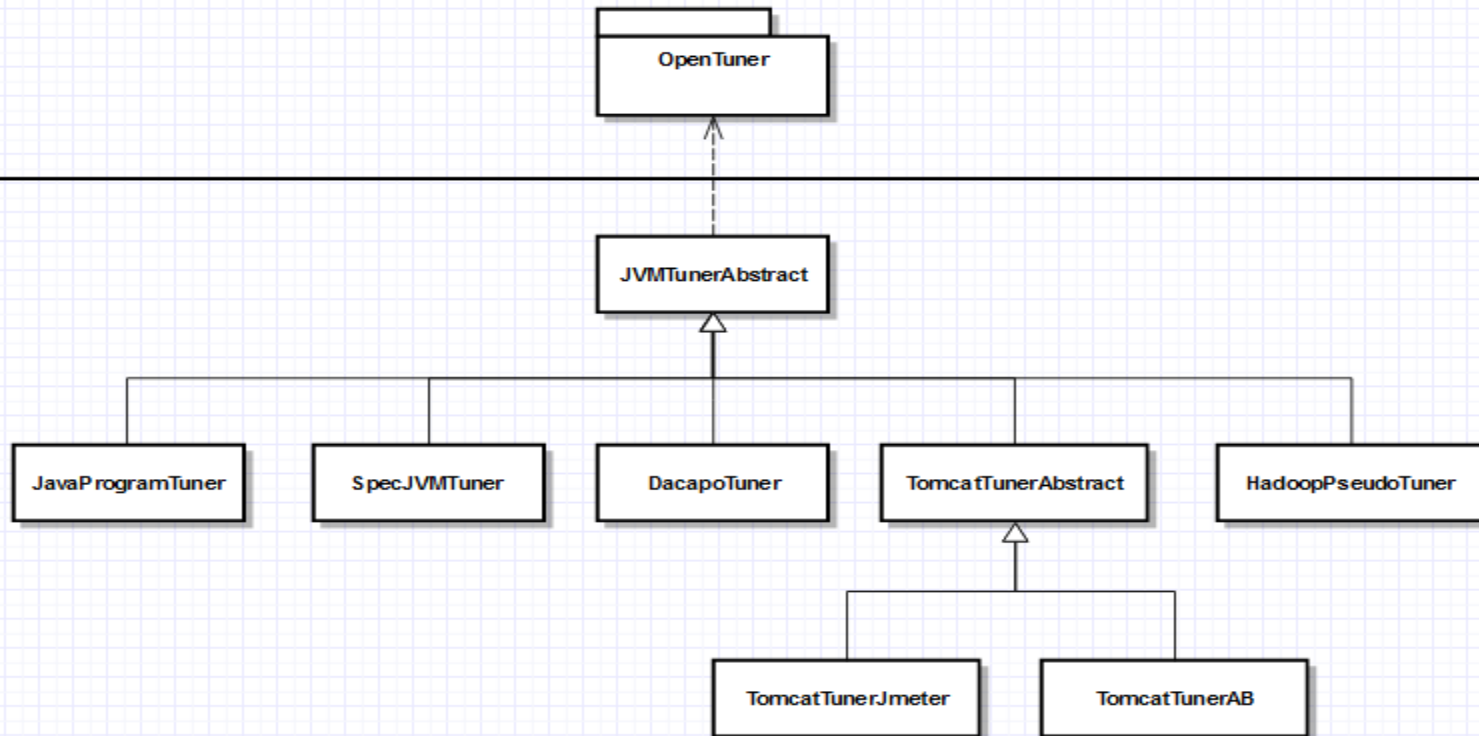 OpenTuner
JVMTunerAbstract
JavaProgramTuner
SpecJVMTuner
DacapoTuner
TomcatTunerAbstract
HadoopPseudoTuner
TomcatTunerJmeter
TomcatTunerAB